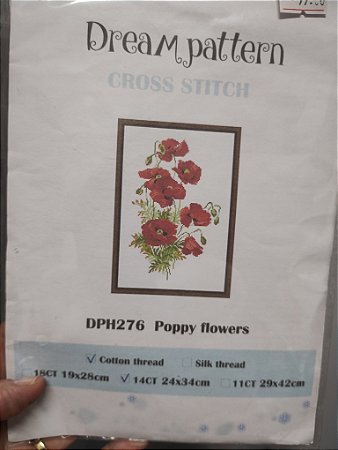 Dream pattern
CROSS STITCH
DPH276 Poppy flowers
✓ Cotton thread Silk thread
18CT 19x28cm ✓ 14CT 24x34cm 11CT 29x42cm